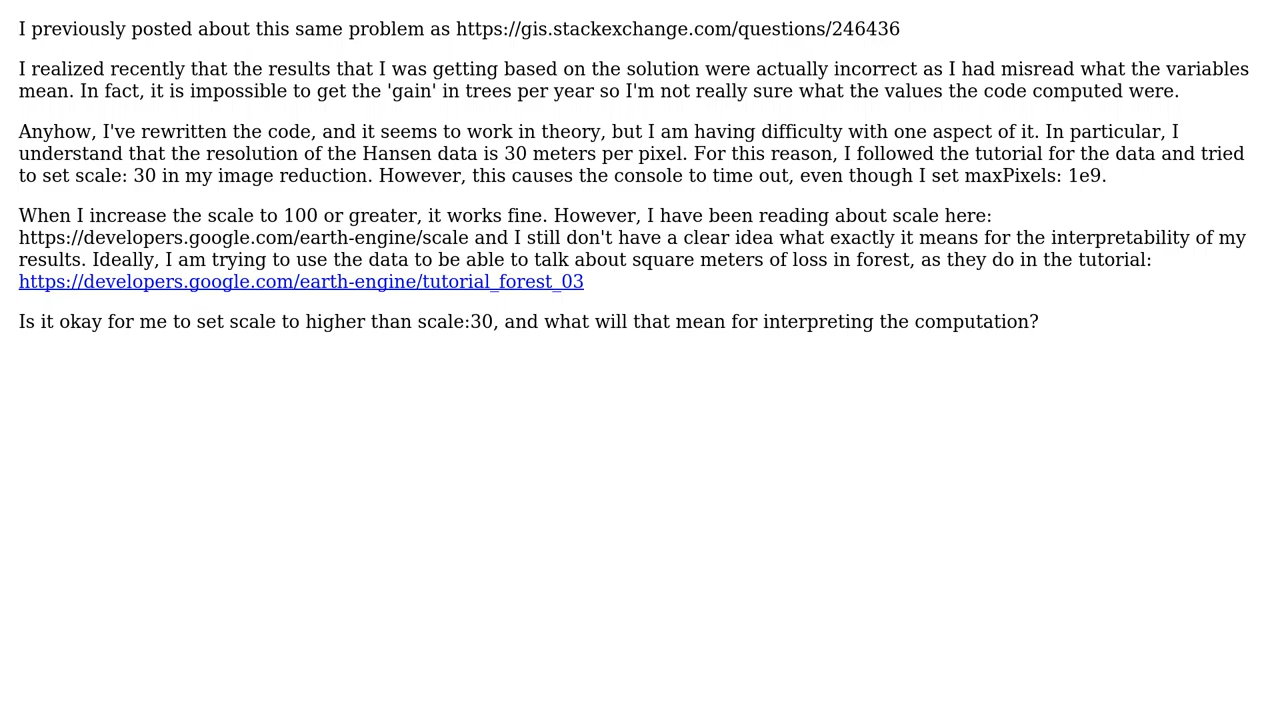 I previously posted about this same problem as https://gis.stackexchange.com/questions/246436
I realized recently that the results that I was getting based on the solution were actually incorrect as I had misread what the variables
mean. In fact, it is impossible to get the 'gain' in trees per year so I'm not really sure what the values the code computed were.
Anyhow, I've rewritten the code, and it seems to work in theory, but I am having difficulty with one aspect of it. In particular, I
understand that the resolution of the Hansen data is 30 meters per pixel. For this reason, I followed the tutorial for the data and tried
to set scale: 30 in my image reduction. However, this causes the console to time out, even though I set maxPixels: 1e9.
When I increase the scale to 100 or greater, it works fine. However, I have been reading about scale here:
https://developers.google.com/earth-engine/scale and I still don't have a clear idea what exactly it means for the interpretability of my
results. Ideally, I am trying to use the data to be able to talk about square meters of loss in forest, as they do in the tutorial:
https://developers.google.com/earth-engine/tutorial_forest_03
Is it okay for me to set scale to higher than scale:30, and what will that mean for interpreting the computation?